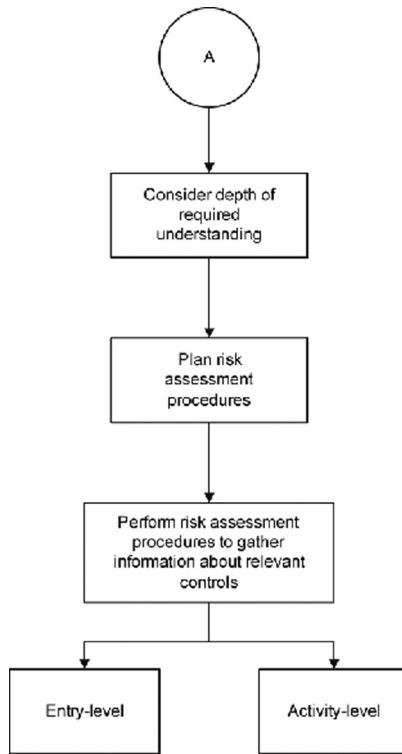 A
Consider depth of
required
understanding
Plan risk
assessment
procedures
Perform risk assessment
procedures to gather
information about relevant
controls
Entry-level
Activity-level